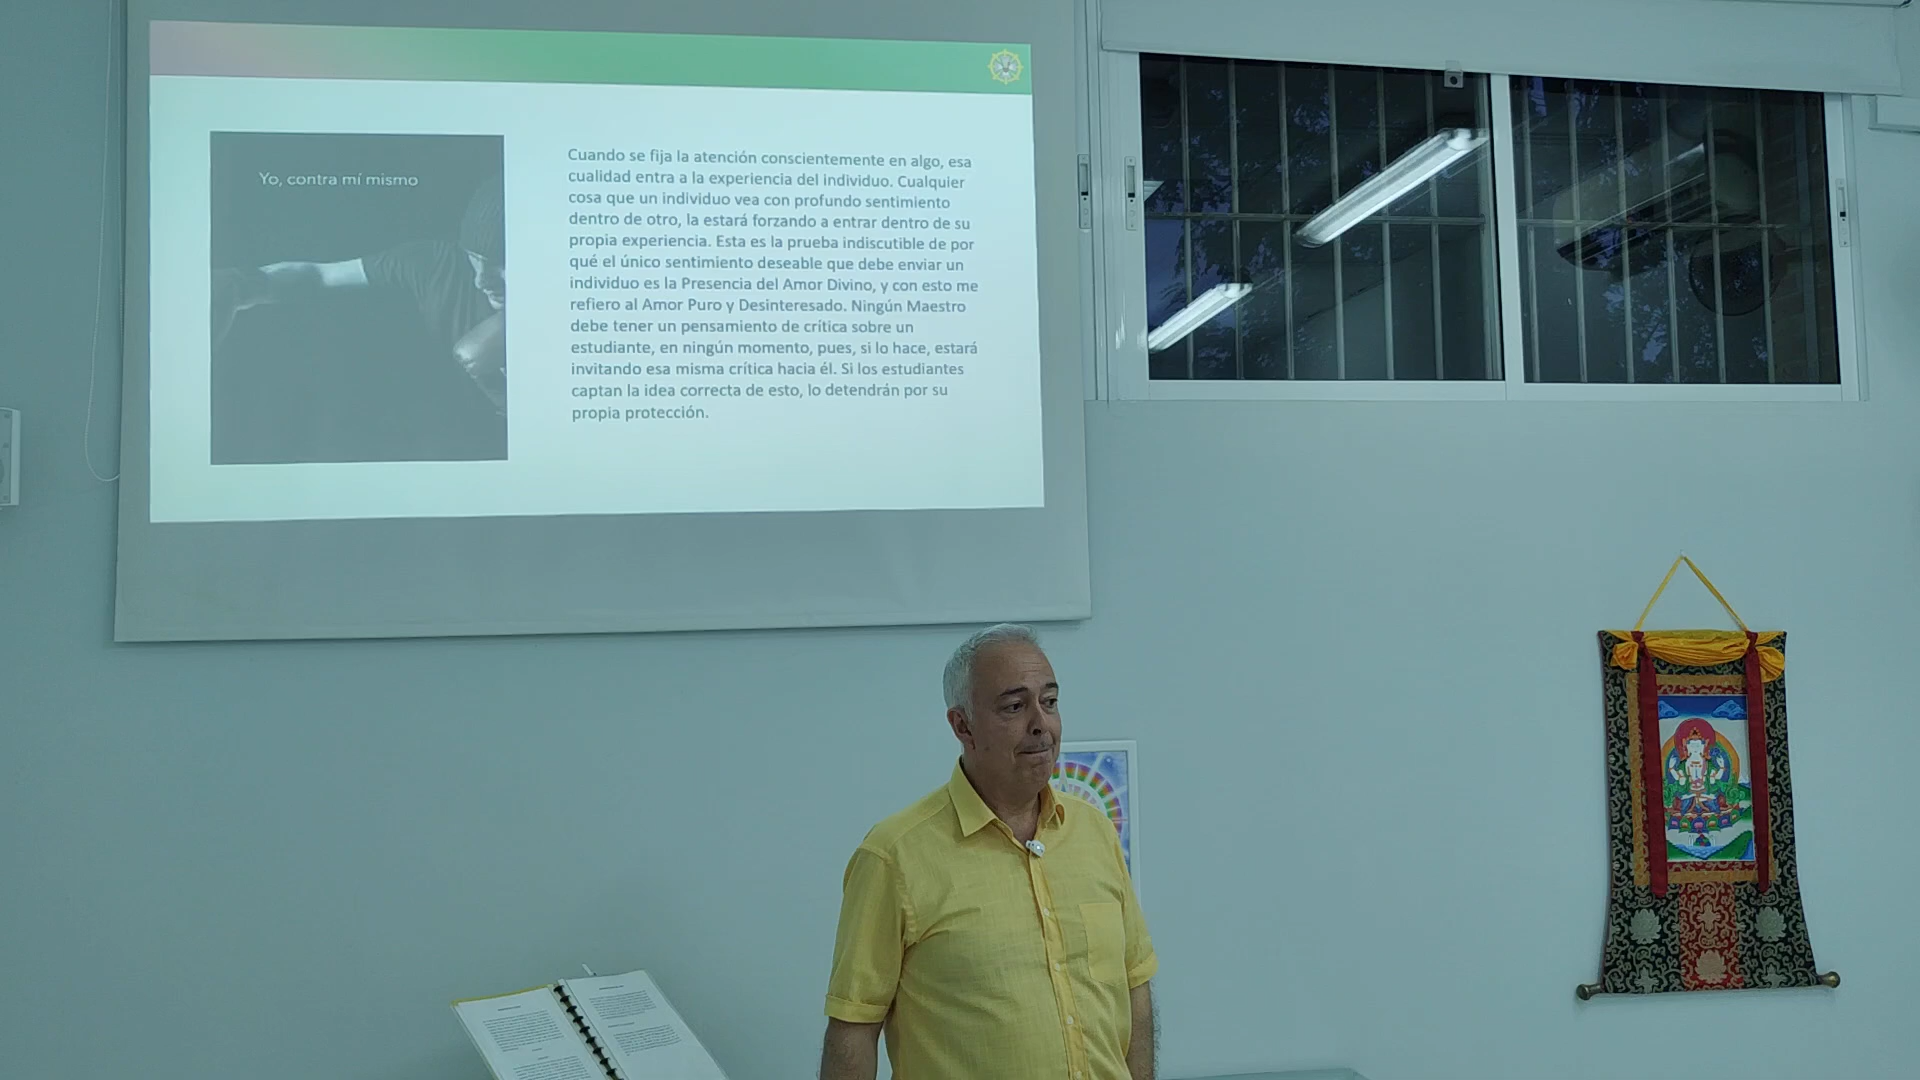 Yo, contra mí mismo
Cuando se fija la atención conscientemente en algo, esa
cualidad entra a la experiencia del individuo. Cualquier
cosa que un individuo vea con profundo sentimiento
dentro de otro, la estará forzando a entrar dentro de su
propia experiencia. Esta es la prueba indiscutible de por
qué el único sentimiento deseable que debe enviar un
individuo es la Presencia del Amor Divino, y con esto me
refiero al Amor Puro y Desinteresado. Ningún Maestro
debe tener un pensamiento de crítica sobre un
estudiante, en ningún momento, pues, si lo hace, estará
invitando esa misma crítica hacia él. Si los estudiantes
captan la idea correcta de esto, lo detendrán por su
propia protección.